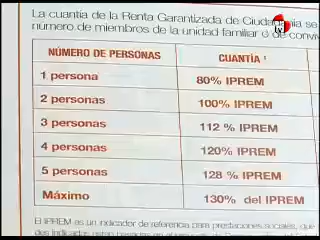 La cuantía de la Renta Garantizada de Ciudadanía se
número de miembros de la unidad familiar o de
NÚMERO DE PERSONAS CUANTÍA 1
1 persona 80% IPREM
2 personas 100% IPREM
3 personas 112 % IPREM
4 personas 120% IPREM
5 personas 128 % IPREM
Máximo 130% del IPREM
El IPREM es un indicador de referencia para prestaciones sociales, que